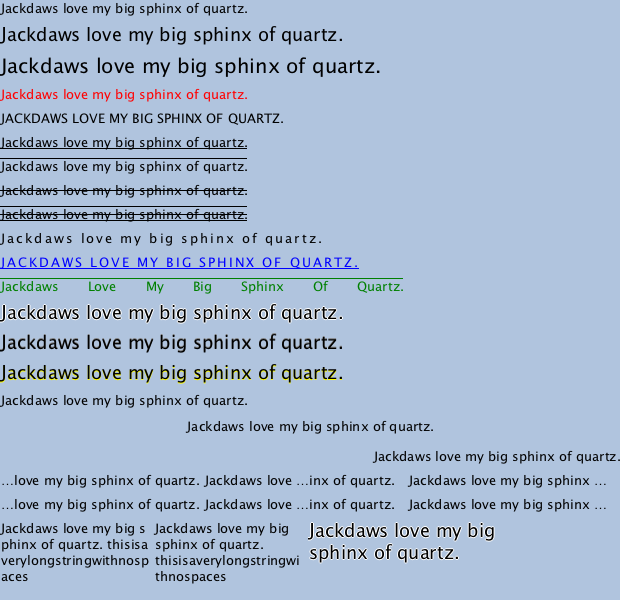 Jackdaws love my big sphinx of quartz.
Jackdaws love my big sphinx of quartz.
Jackdaws love my big sphinx of quartz.
Jackdaws love my big sphinx of quartz.
JACKDAWS LOVE MY BIG SPHINX OF QUARTZ.
Jackdaws love my big sphinx of quartz.
Jackdaws love my big sphinx of quartz.
Jackdaws love my big sphinx of quartz.
Jackdaws love my big sphinx of quartz.
Jackdaws love my big sphinx of quartz.
JACKDAWS LOVE MY BIG SPHINX OF QUARTZ.
Jackdaws Love My Big Sphinx Of Quartz.
Jackdaws love my big sphinx of quartz.
Jackdaws love my big sphinx of quartz.
Jackdaws love my big sphinx of quartz.
Jackdaws love my big sphinx of quartz.
Jackdaws love my big sphinx of quartz.
Jackdaws love my big sphinx of quartz.
…love my big sphinx of quartz. Jackdaws love …inx of quartz. Jackdaws love my big sphinx …
…love my big sphinx of quartz. Jackdaws love …inx of quartz. Jackdaws love my big sphinx …
Jackdaws love my big s
phinx of quartz. thisisa
verylongstringwithnosp
aces
Jackdaws love my big
sphinx of quartz.
thisisaverylongstringwi
thnospaces
Jackdaws love my big
sphinx of quartz.